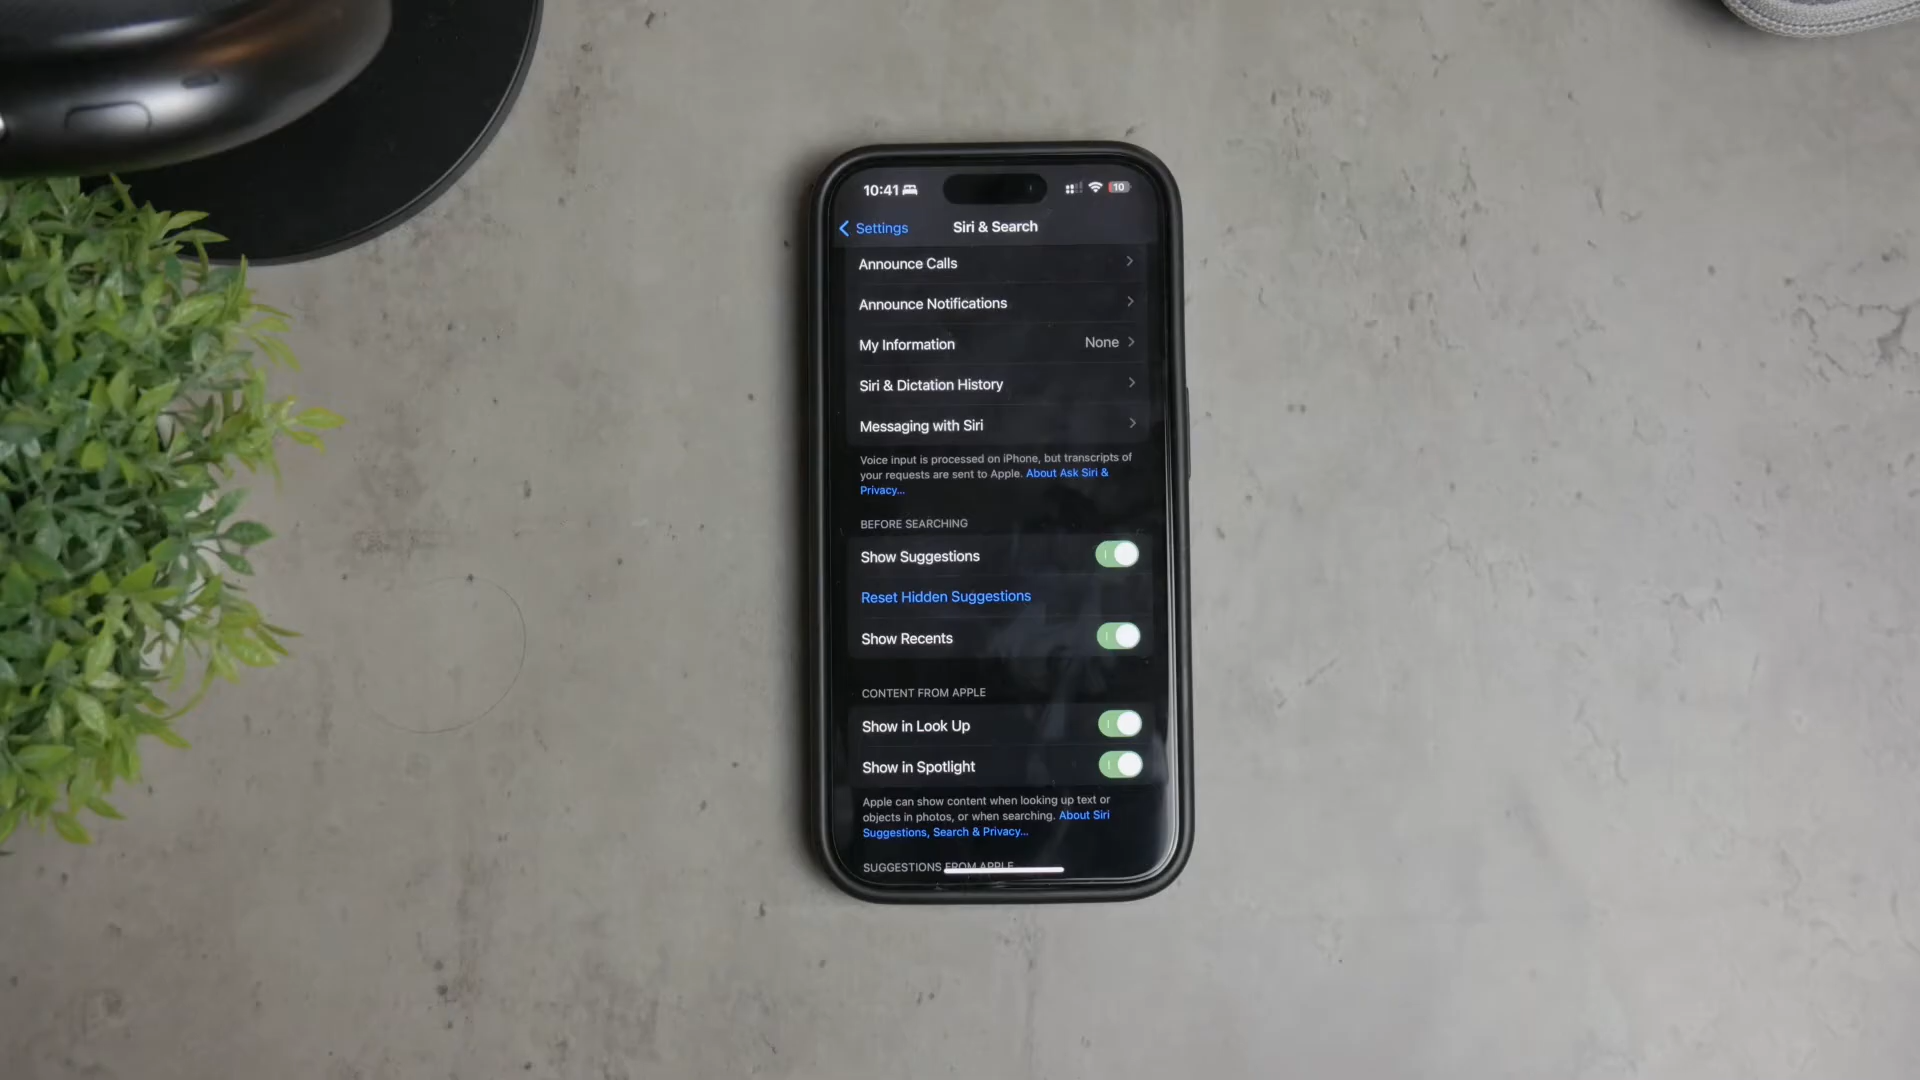 10:41
10
Settings
Siri & Search
Announce Calls
Announce Notifications
My Information None
Siri & Dictation History
Messaging with Siri
Voice input is processed on iPhone, but transcripts of
your requests are sent to Apple. About Ask Siri &
Privacy...
BEFORE SEARCHING
Show Suggestions
Reset Hidden Suggestions
Show Recents
CONTENT FROM APPLE
Show in Look Up
Show in Spotlight
Apple can show content when looking up text or
objects in photos, or when searching. About Siri
Suggestions, Search & Privacy...
SUGGESTIONS FROM APPLE